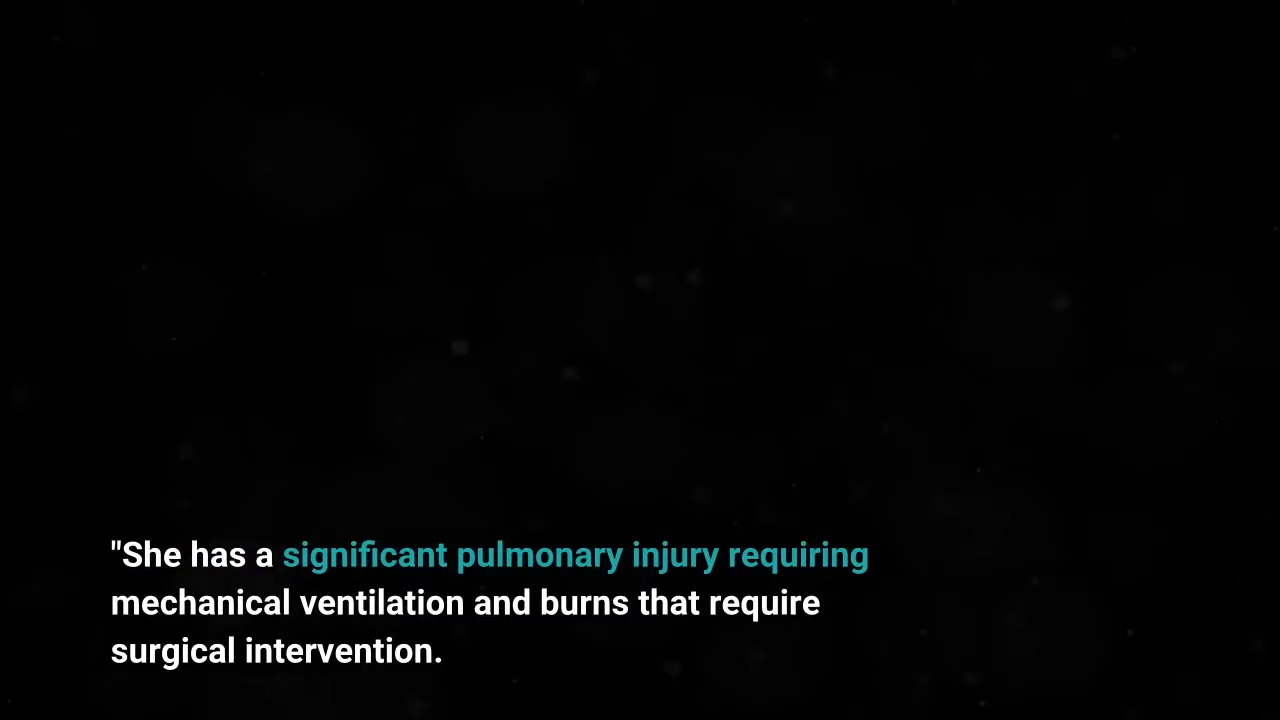 "She has a significant pulmonary injury requiring
mechanical ventilation and burns that require
surgical intervention.